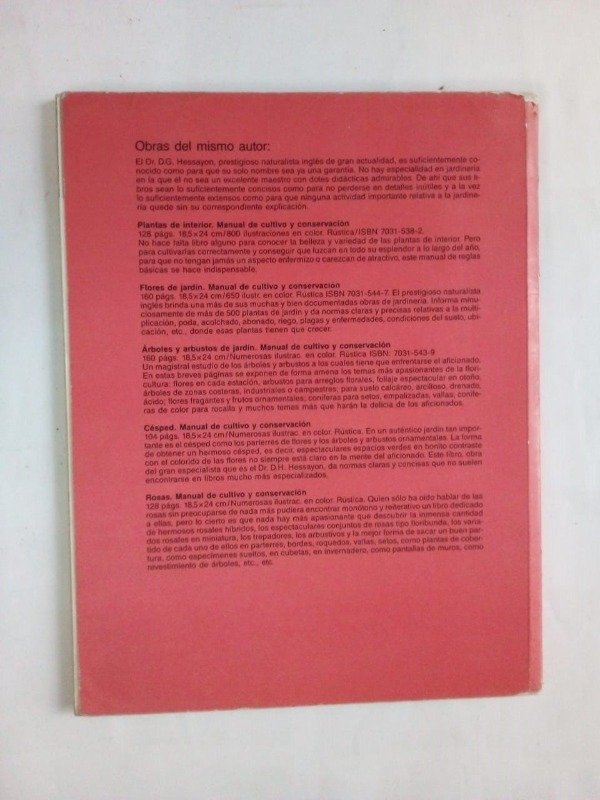 Obras del mismo autor:
El Dr. D.G. Hessayon, prestigioso naturalista inglés de gran actualidad, es suficientemente co-
nocido como para que su solo nombre sea ya una garantía. No hay especialidad en jardinería
en la que él no sea un excelente maestro con dotes didácticas admirables. De ahí que sus li-
bros sean lo suficientemente concisos como para no perderse en detalles inútiles y a la vez
lo suficientemente extensos como para que ninguna actividad importante relativa a la jardine-
ría quede sin su correspondiente explicación.
Plantas de interior. Manual de cultivo y conservación
128 págs. 18,5 × 24 cm/800 ilustraciones en color. Rústica/ISBN 7031-538-2.
No hace falta libro alguno para conocer la belleza y variedad de las plantas de interior. Pero
para cultivarlas correctamente y conseguir que luzcan en todo su esplendor a lo largo del año,
para que no tengan jamás un aspecto enfermizo o carezcan de atractivo, este manual de reglas
básicas se hace indispensable.
Flores de jardín. Manual de cultivo y conservación
160 págs. 18,5 × 24 cm/650 ilustr. en color. Rústica ISBN 7031-544-7. El prestigioso naturalista
inglés brinda una más de sus muchas y bien documentadas obras de jardinería. Informa minu-
ciosamente de más de 500 plantas de jardín y da normas claras y precisas relativas a la multi-
plicación, poda, acolchado, abonado, riego, plagas y enfermedades, condiciones del suelo, ubi-
cación, etc., donde esas plantas tienen que crecer.
Árboles y arbustos de jardín. Manual de cultivo y conservación
160 págs. 18,5 × 24 cm/Numerosas ilustrac. en color. Rústica ISBN: 7031-543-9
Un magistral estudio de los árboles y arbustos a los cuales tiene que enfrentarse el aficionado.
En estas breves páginas se exponen de forma amena los temas más apasionantes de la flori-
cultura: flores en cada estación, arbustos para arreglos florales, follaje espectacular en otoño,
árboles de zonas costeras, industriales o campestres, para suelo calcáreo, arcilloso, drenado,
ácido; flores fragantes y frutos ornamentales; coníferas para setos, empalizadas, vallas, conífe-
ras de color para rocalla y muchos temas más que harán la delicia de los aficionados.
Césped. Manual de cultivo y conservación
104 págs. 18,5 × 24 cm/Numerosas ilustrac. en color. Rústica. En un auténtico jardín tan impor-
tante es el césped como los parterres de flores y los árboles y arbustos ornamentales. La forma
de obtener un hermoso césped, es decir, espectaculares espacios verdes en bonito contraste
con el colorido de las flores no siempre está claro en la mente del aficionado. Este libro, obra
del gran especialista que es el Dr. D.H. Hessayon, da normas claras y concisas que no suelen
encontrarse en libros mucho más especializados.
Rosas. Manual de cultivo y conservación
128 págs. 18,5 × 24 cm/Numerosas ilustrac. en color. Rústica. Quien sólo ha oído hablar de las
rosas sin preocuparse de nada más pudiera encontrar monótono y reiterativo un libro dedicado
a ellas, pero lo cierto es que nada hay más apasionante que descubrir la inmensa cantidad
de hermosos rosales híbridos, los espectaculares conjuntos de rosas tipo floribunda, los varia-
dos rosales en miniatura, los trepadores, los arbustivos y la mejor forma de sacar un buen par-
tido de cada uno de ellos en parterres, bordes, roquedos, vallas, setos, como plantas de cober-
tura, como especímenes sueltos, en cubetas, en invernadero, como pantallas de muros, como
revestimiento de árboles, etc., etc.